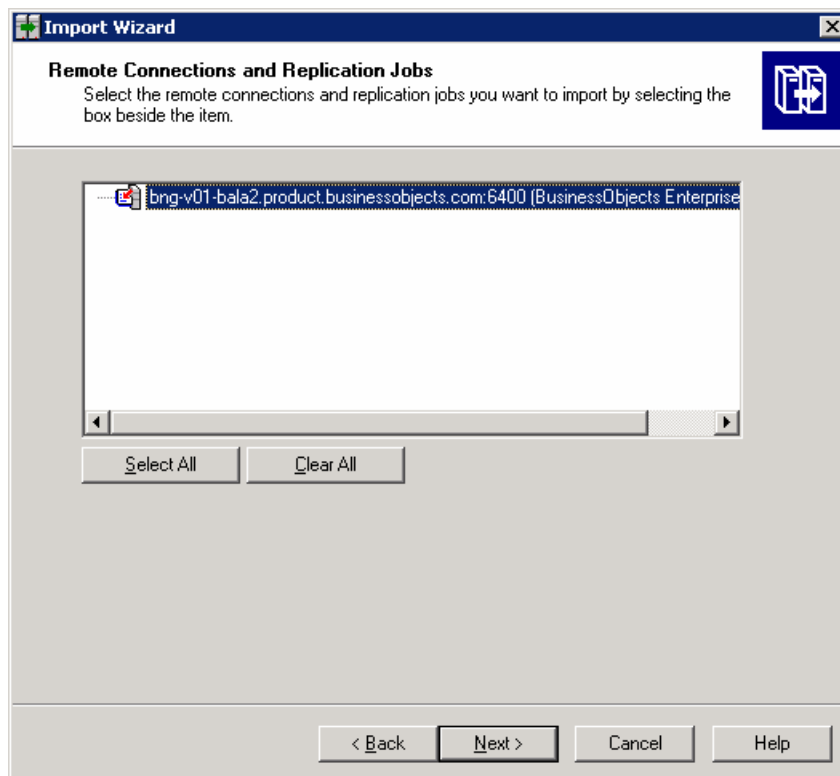 Import Wizard
Remote Connections and Replication Jobs
Select the remote connections and replication jobs you want to import by selecting the
box beside the item.
bng-v01-bala2.product.businessobjects.com:6400 (BusinessObjects Enterprise
Select All
Clear All
< Back
Next >
Cancel
Help